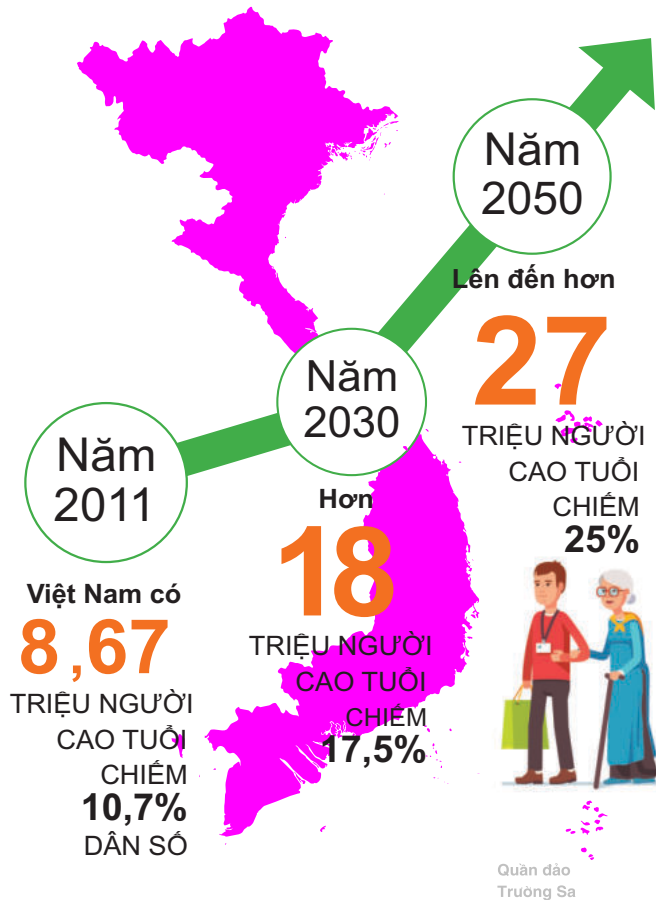 Năm
2011
Việt Nam có
8,67
TRIỆU NGƯỜI
CAO TUỔI
CHIẾM
10,7%
DÂN SỐ
Năm
2030
Hơn
18
TRIỆU NGƯỜI
CAO TUỔI
CHIẾM
17,5%
Năm
2050
Lên đến hơn
27
TRIỆU NGƯỜI
CAO TUỔI
CHIẾM
25%
Quần đảo
Trường Sa